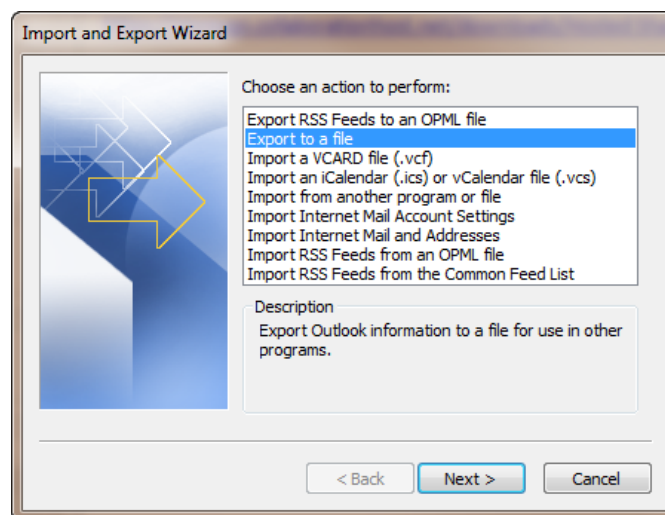 Import and Export Wizard
Choose an action to perform:
Export RSS Feeds to an OPML file
Export to a file
Import a VCARD file (.vcf)
Import an iCalendar (.ics) or vCalendar file (.vcs)
Import from another program or file
Import Internet Mail Account Settings
Import Internet Mail and Addresses
Import RSS Feeds from an OPML file
Import RSS Feeds from the Common Feed List
Description
Export Outlook information to a file for use in other
programs.
< Back Next > Cancel